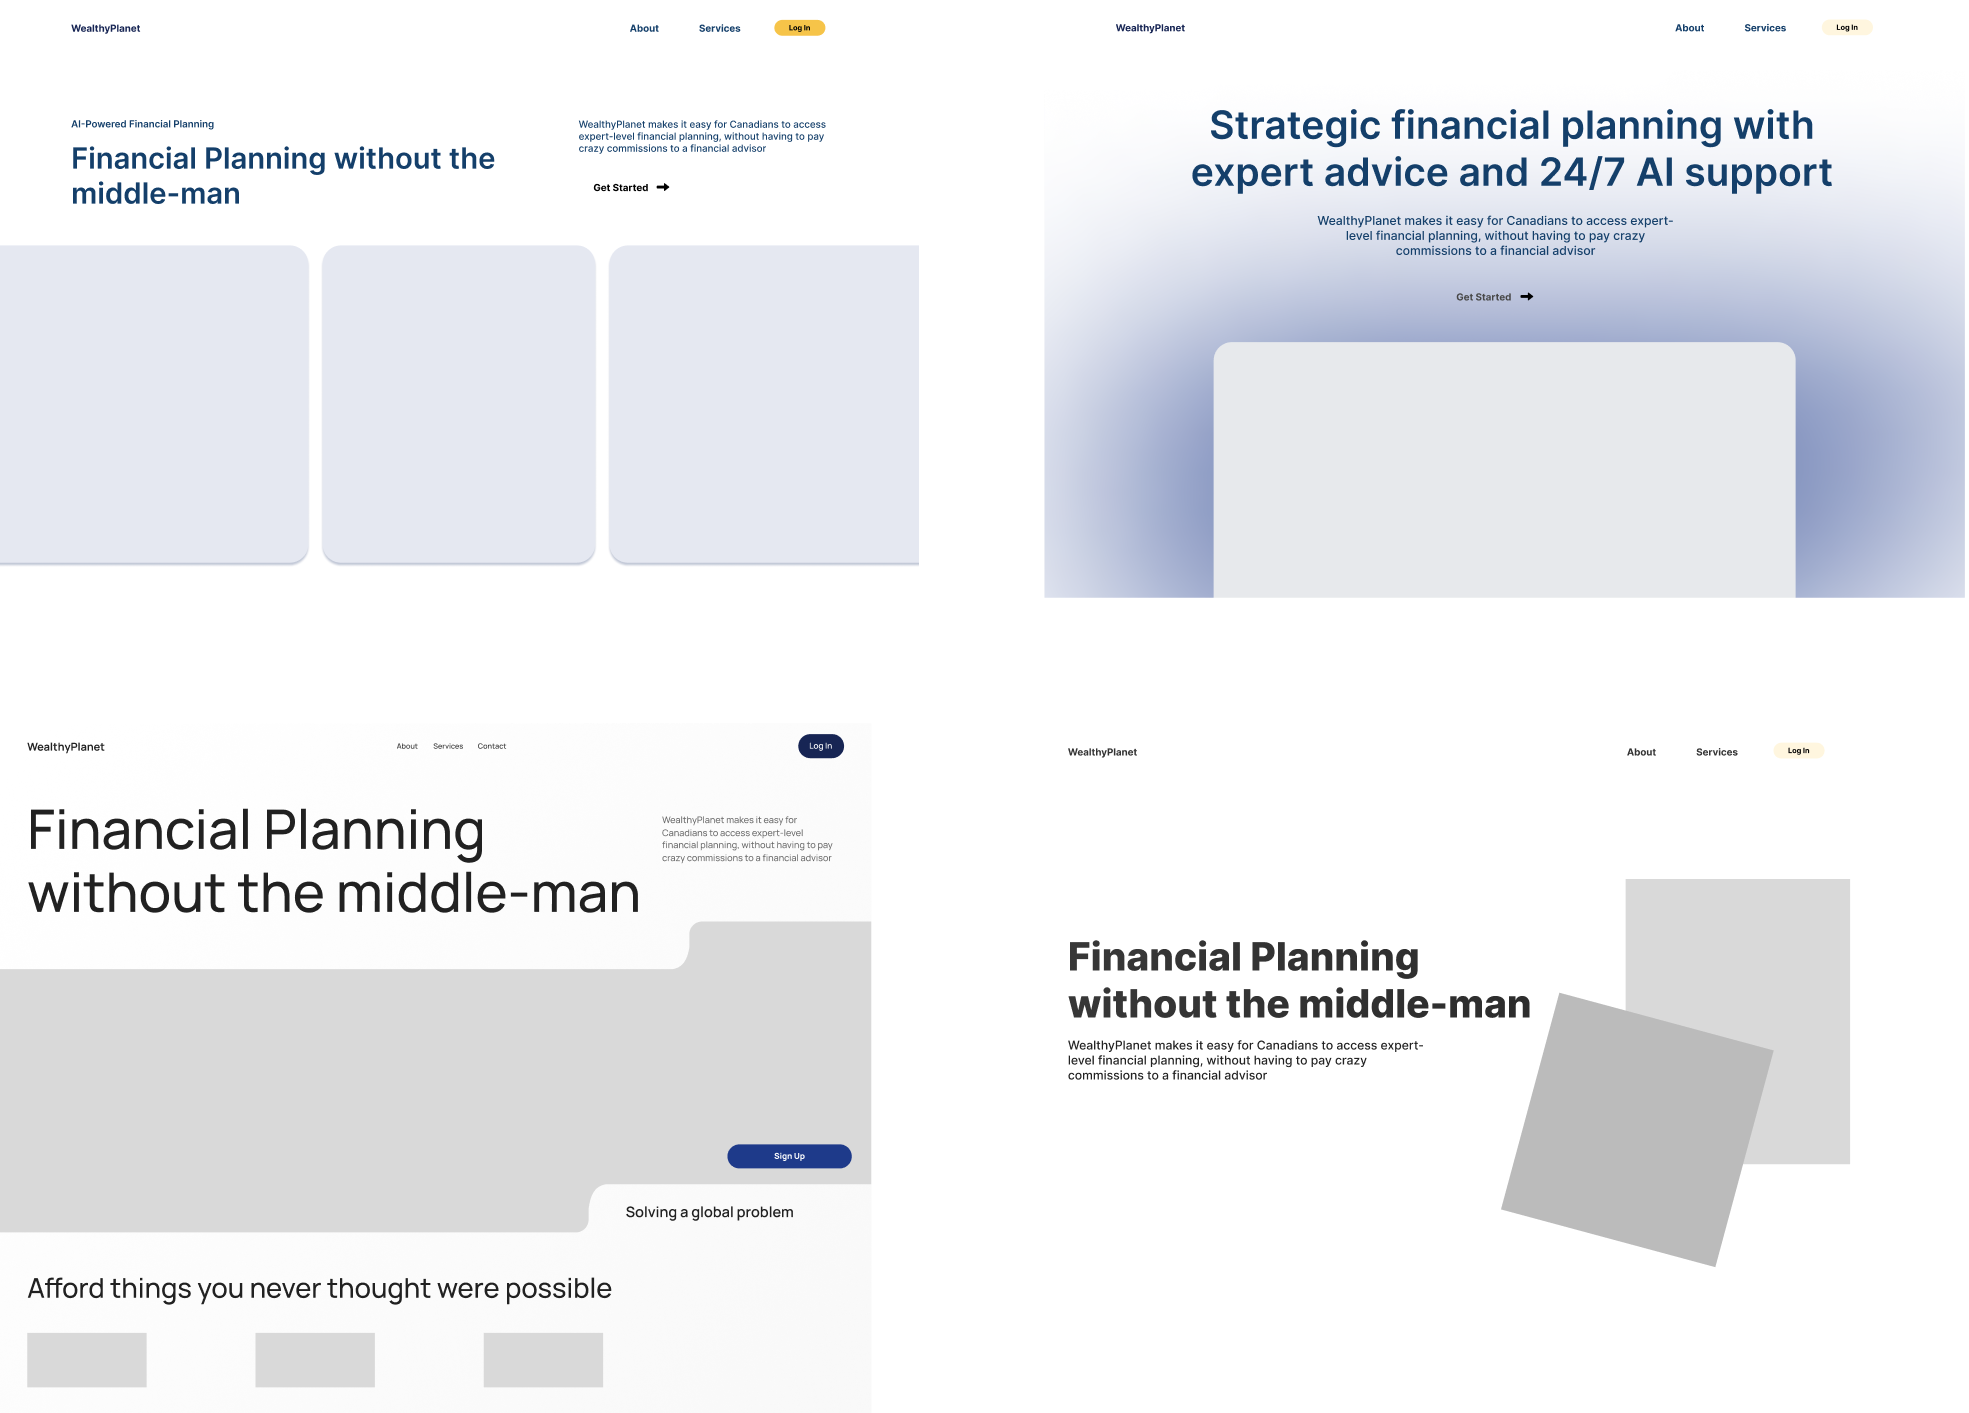 WealthyPlanet
About
Services
Log In
AI-Powered Financial Planning
Financial Planning without the
middle-man
WealthyPlanet makes it easy for Canadians to access
expert-level financial planning, without having to pay
crazy commissions to a financial advisor
Get Started
WealthyPlanet
About
Services
Log In
Strategic financial planning with
expert advice and 24/7 AI support
WealthyPlanet makes it easy for Canadians to access expert-
level financial planning, without having to pay crazy
commissions to a financial advisor
Get Started
WealthyPlanet
About
Services
Contact
Log In
Financial Planning
without the middle-man
WealthyPlanet makes it easy for
Canadians to access expert-level
financial planning, without having to pay
crazy commissions to a financial advisor
Sign Up
Solving a global problem
Afford things you never thought were possible
WealthyPlanet
About
Services
Log In
Financial Planning
without the middle-man
WealthyPlanet makes it easy for Canadians to access expert-
level financial planning, without having to pay crazy
commissions to a financial advisor